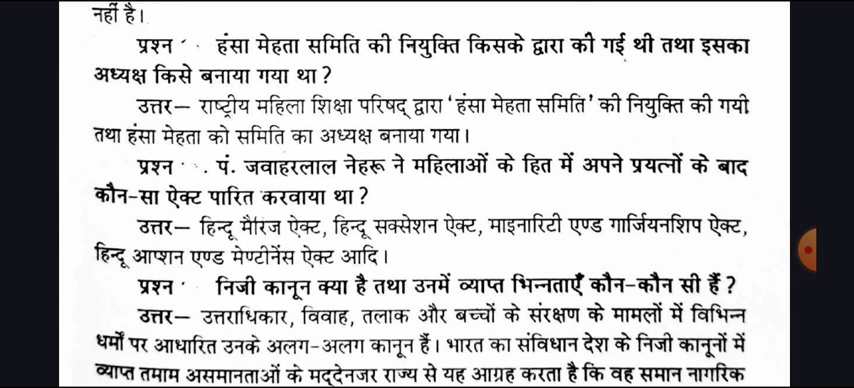 नहीं है।
प्रश्न हंसा मेहता समिति की नियुक्ति किसके द्वारा की गई थी तथा इसका
अध्यक्ष किसे बनाया गया था ?
उत्तर— राष्ट्रीय महिला शिक्षा परिषद् द्वारा 'हंसा मेहता समिति' की नियुक्ति की गयी
तथा हंसा मेहता को समिति का अध्यक्ष बनाया गया।
प्रश्न . पं. जवाहरलाल नेहरू ने महिलाओं के हित में अपने प्रयत्नों के बाद
कौन-सा ऐक्ट पारित करवाया था ?
उत्तर— हिन्दू मैरिज ऐक्ट, हिन्दू सक्सेशन ऐक्ट, माइनारिटी एण्ड गार्जियनशिप ऐक्ट,
हिन्दू आप्शन एण्ड मेण्टीनेंस ऐक्ट आदि।
प्रश्न निजी कानून क्या है तथा उनमें व्याप्त भिन्नताएँ कौन-कौन सी हैं ?
उत्तर— उत्तराधिकार, विवाह, तलाक और बच्चों के संरक्षण के मामलों में विभिन्न
धर्मों पर आधारित उनके अलग-अलग कानून हैं। भारत का संविधान देश के निजी कानूनों में
व्याप्त तमाम असमानताओं के मद्देनजर राज्य से यह आग्रह करता है कि वह समान नागरिक